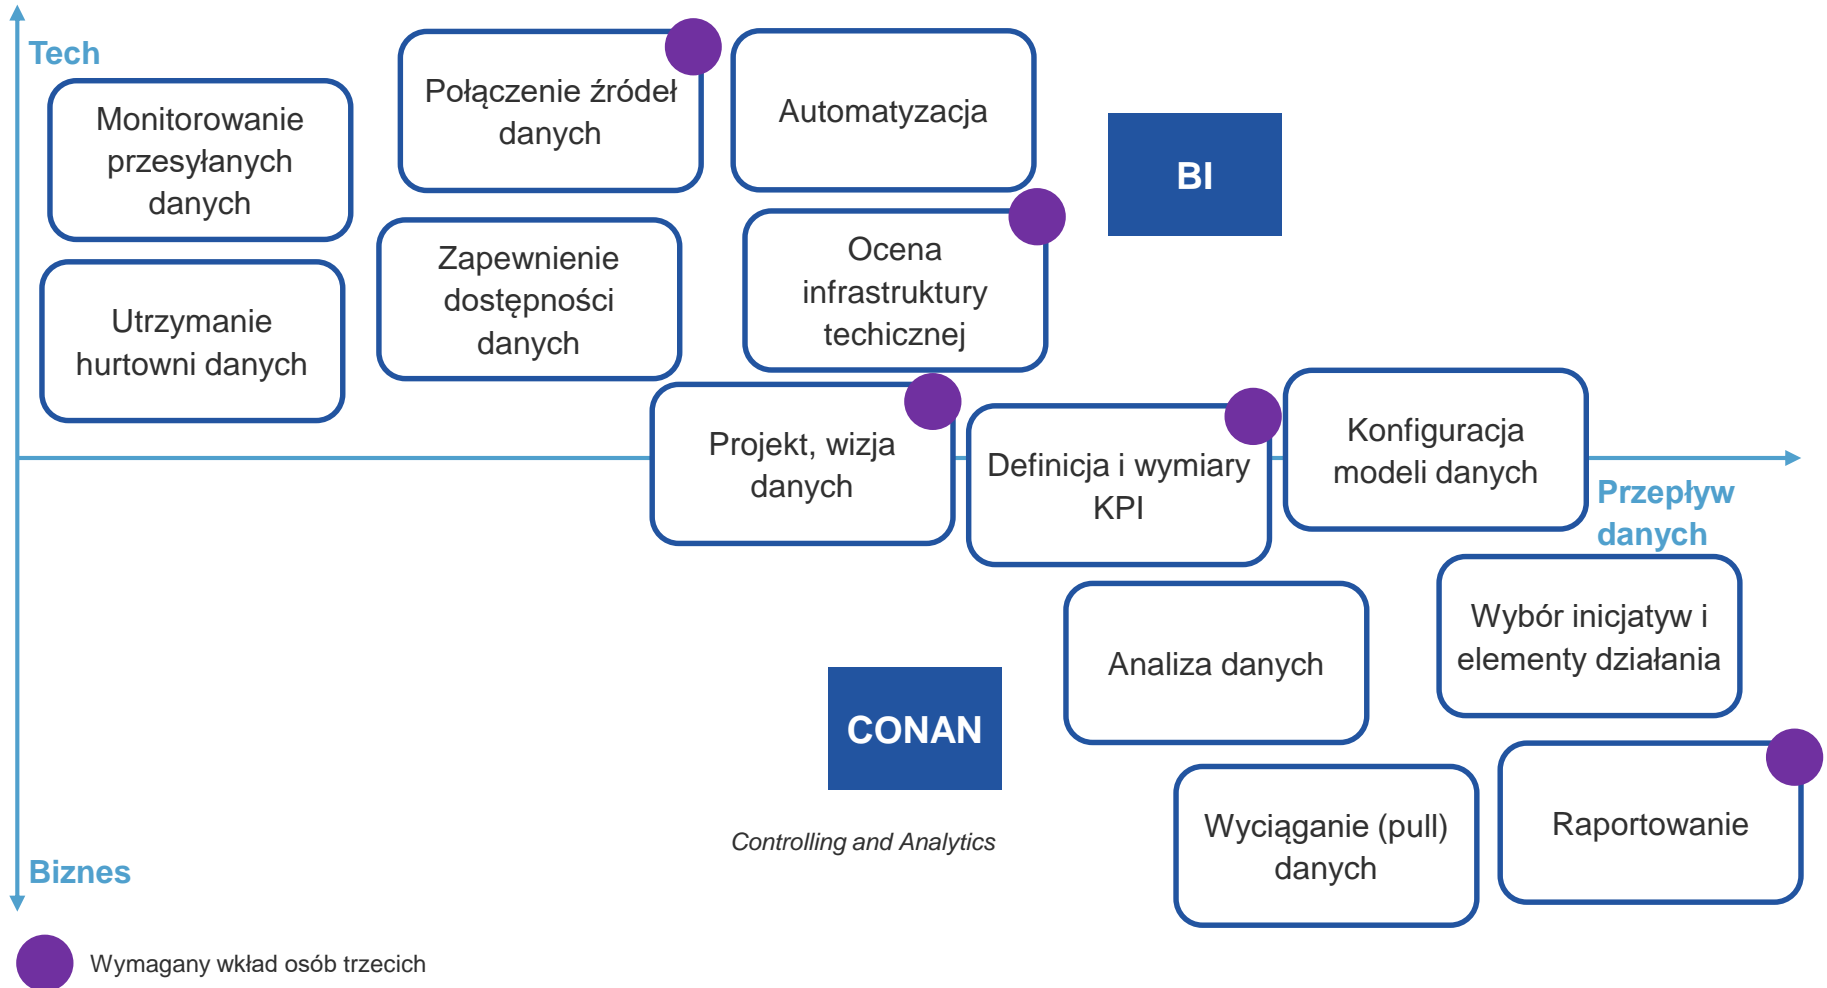 Tech
Monitorowanie
przesyłanych
danych
Połączenie źródeł
danych
Automatyzacja
BI
Utrzymanie
hurtowni danych
Zapewnienie
dostępności
danych
Ocena
infrastruktury
techicznej
Projekt, wizja
danych
Definicja i wymiary
KPI
Konfiguracja
modeli danych
Przepływ
danych
Analiza danych
Wybór inicjatyw i
elementy działania
CONAN
Controlling and Analytics
Wyciąganie (pull)
danych
Raportowanie
Biznes
Wymagany wkład osób trzecich